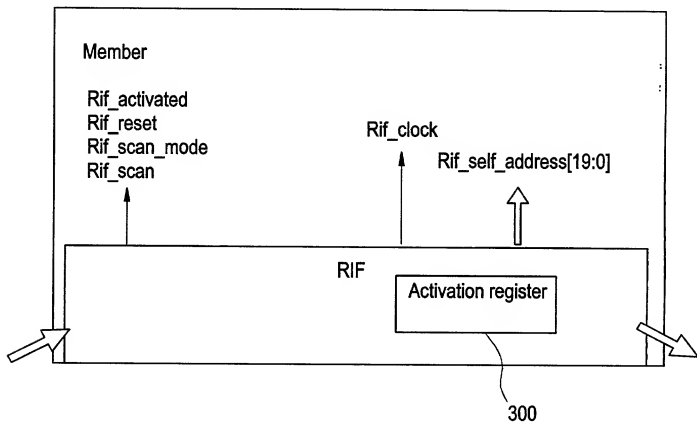 Member
Rif_activated
Rif_reset
Rif_scan_mode
Rif_scan
Rif_clock
Rif_self_address[19:0]
RIF
Activation register
300